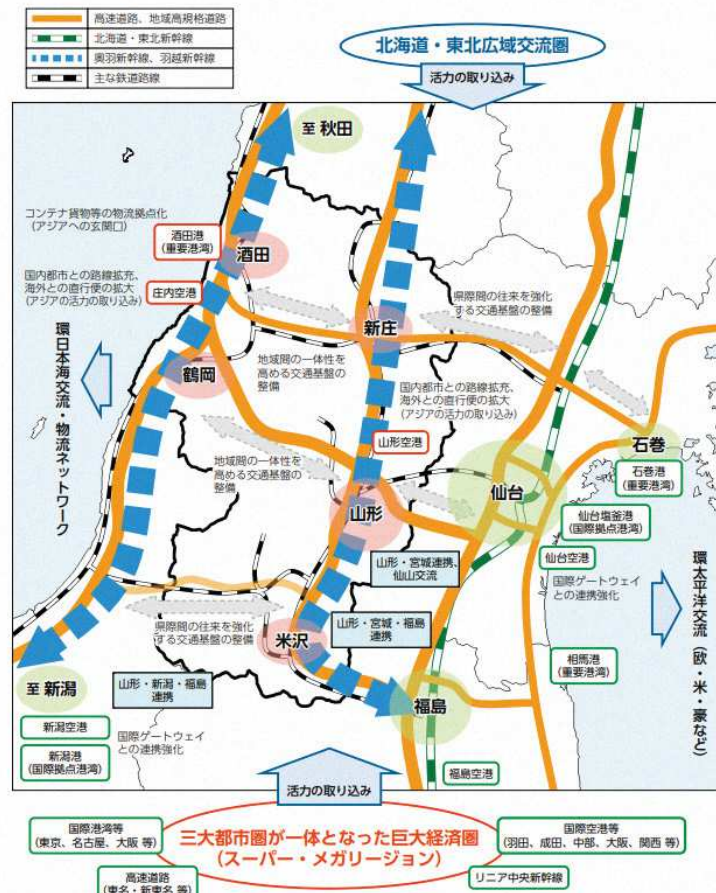 高速道路、地域高規格道路
北海道・東北新幹線
奥羽新幹線、羽越新幹線
主な鉄道路線
北海道・東北広域交流圏
活力の取り込み
至 秋田
コンテナ貨物等の物流拠点化
(アジアへの玄関口)
酒田港
(重要港湾)
酒田
国内都市との路線拡充、
海外との直行便の拡大
(アジアの活力の取り込み)
庄内空港
県際間の往来を強化
する交通基盤の整備
新庄
環日本海交流・物流ネットワーク
鶴岡
地域間の一体性を
高める交通基盤の
整備
国内都市との路線拡充、
海外との直行便の拡大
(アジアの活力の取り込み)
山形空港
石巻
石巻港
(重要港湾)
地域間の一体性を
高める交通基盤の
整備
仙台
山形
仙台塩釜港
(国際拠点港湾)
仙台空港
山形・宮城連携、
仙山交流
国際ゲートウェイ
との連携強化
環太平洋交流(欧・米・豪など)
県際間の往来を強化
する交通基盤の整備
山形・宮城・福島
連携
米沢
相馬港
(重要港湾)
至 新潟
山形・新潟・福島
連携
福島
新潟空港
国際ゲートウェイ
との連携強化
新潟港
(国際拠点港湾)
福島空港
活力の取り込み
国際港湾等
(東京、名古屋、大阪 等)
三大都市圏が一体となった巨大経済圏
(スーパー・メガリージョン)
国際空港等
(羽田、成田、中部、大阪、関西 等)
高速道路
(東名・新東名 等)
リニア中央新幹線